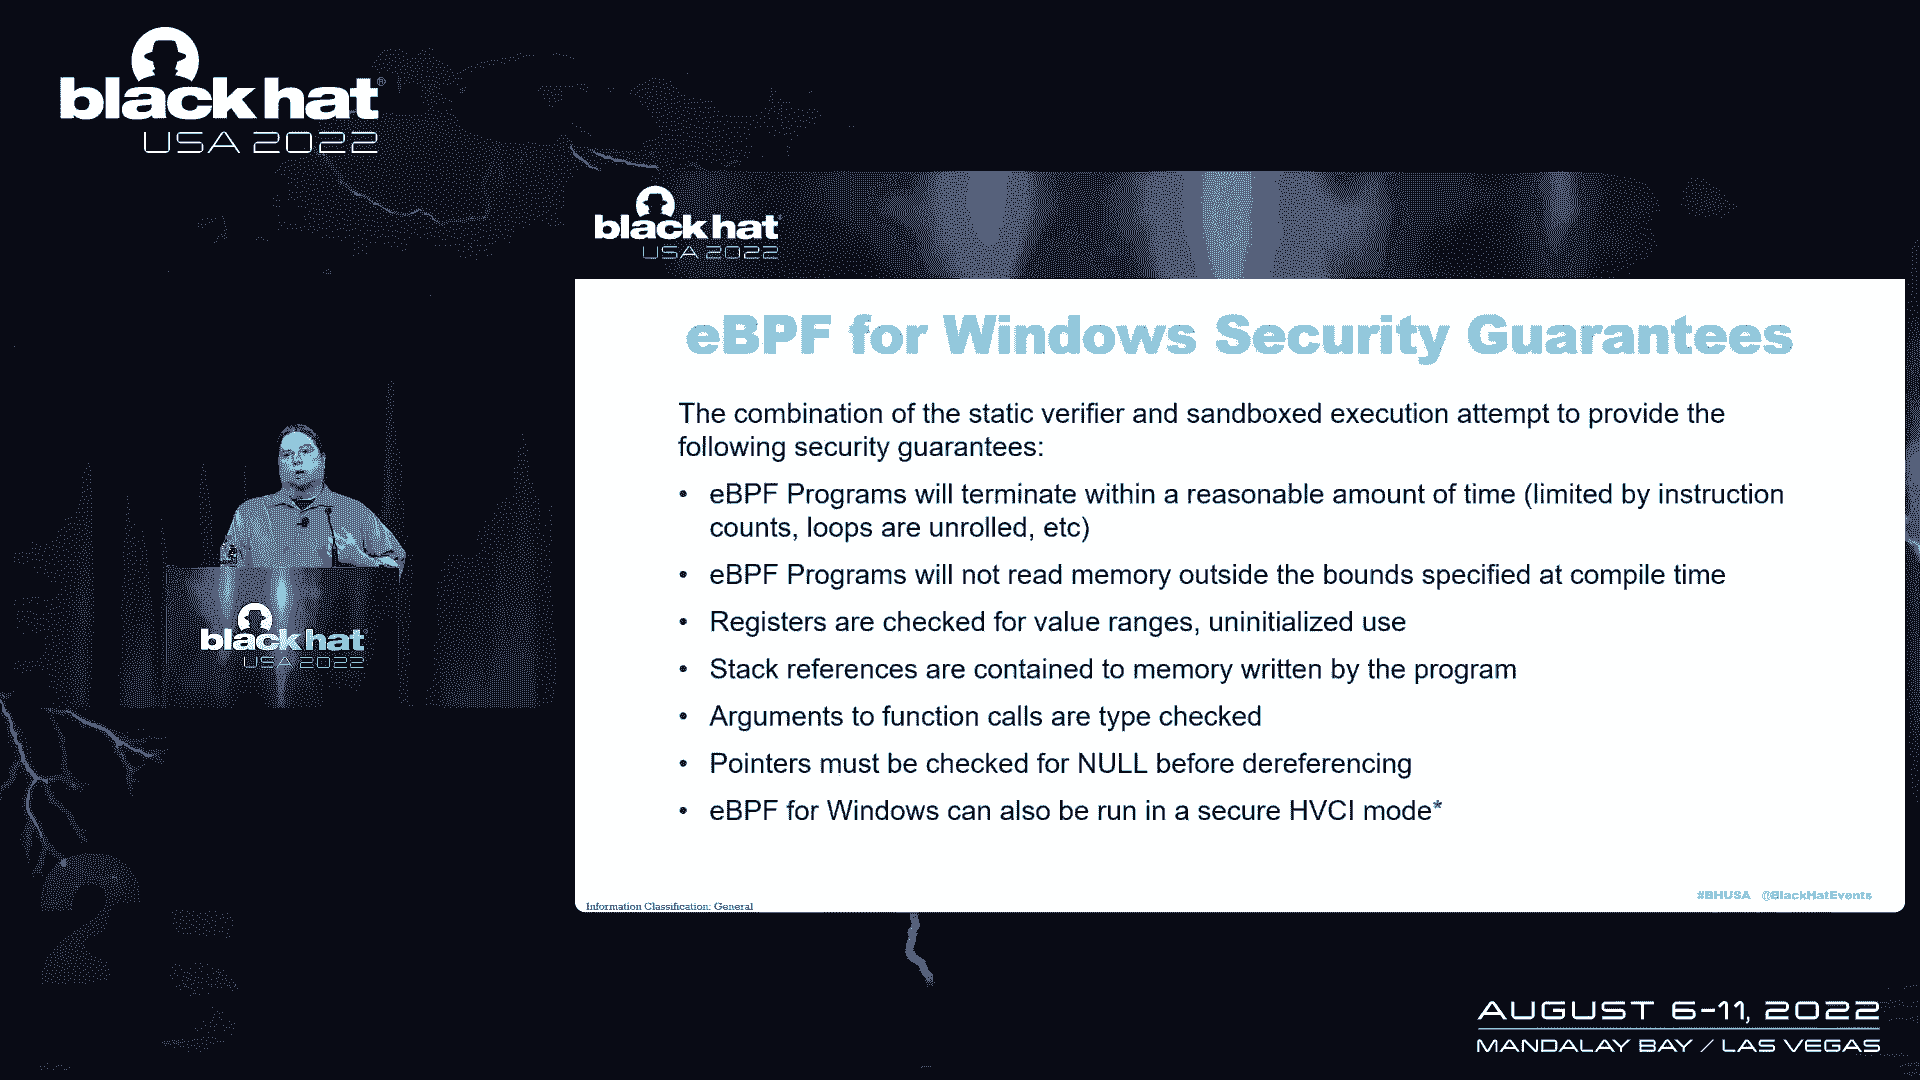 black hat®
USA 2022
black hat
USA 2022
eBPF for Windows Security Guarantees
The combination of the static verifier and sandboxed execution attempt to provide the
following security guarantees:
• eBPF Programs will terminate within a reasonable amount of time (limited by instruction
counts, loops are unrolled, etc)
• eBPF Programs will not read memory outside the bounds specified at compile time
• Registers are checked for value ranges, uninitialized use
• Stack references are contained to memory written by the program
• Arguments to function calls are type checked
• Pointers must be checked for NULL before dereferencing
• eBPF for Windows can also be run in a secure HVCI mode*
#BHUSA @BlackHatEvents
Information Classification: General
black hat
USA 2022
2
AUGUST 6-11, 2022
MANDALAY BAY / LAS VEGAS